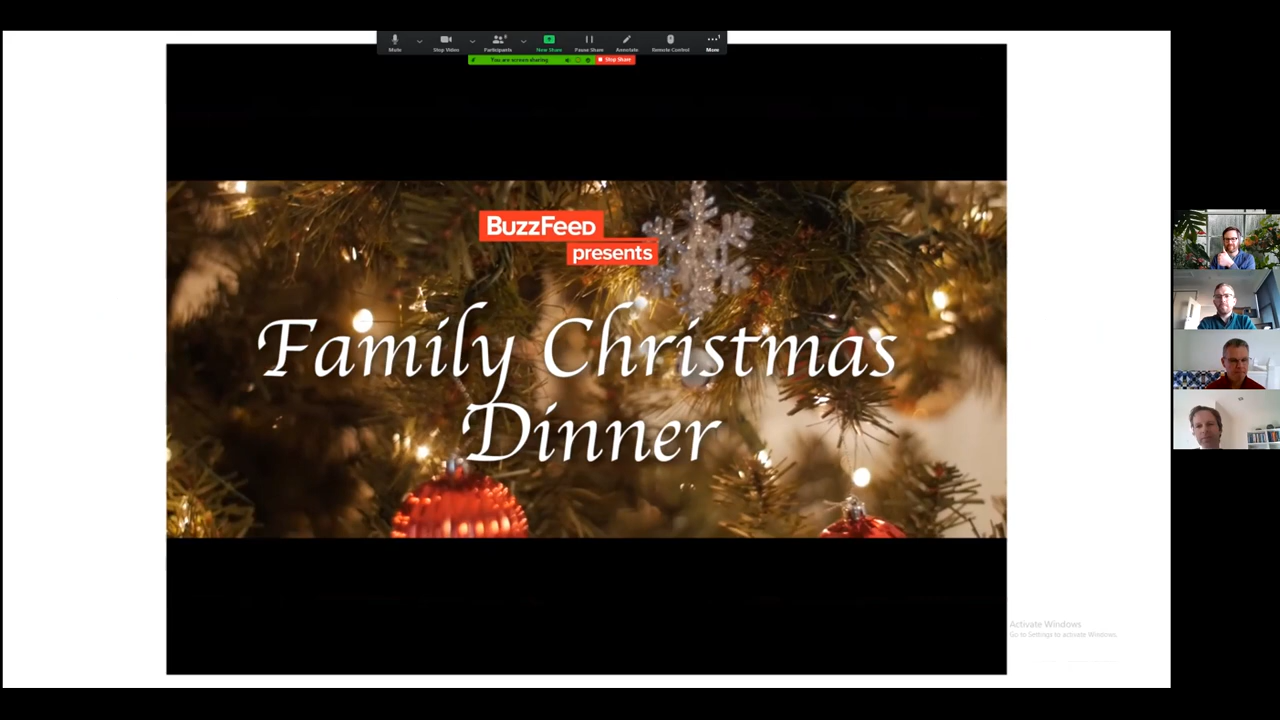 Mute
Stop Video
Participants
New Share
Pause Share
Annotate
Remote Control
More
You are screen sharing
Stop Share
BuzzFeed
presents
Family Christmas
Dinner
Activate Windows
Go to Settings to activate Windows.